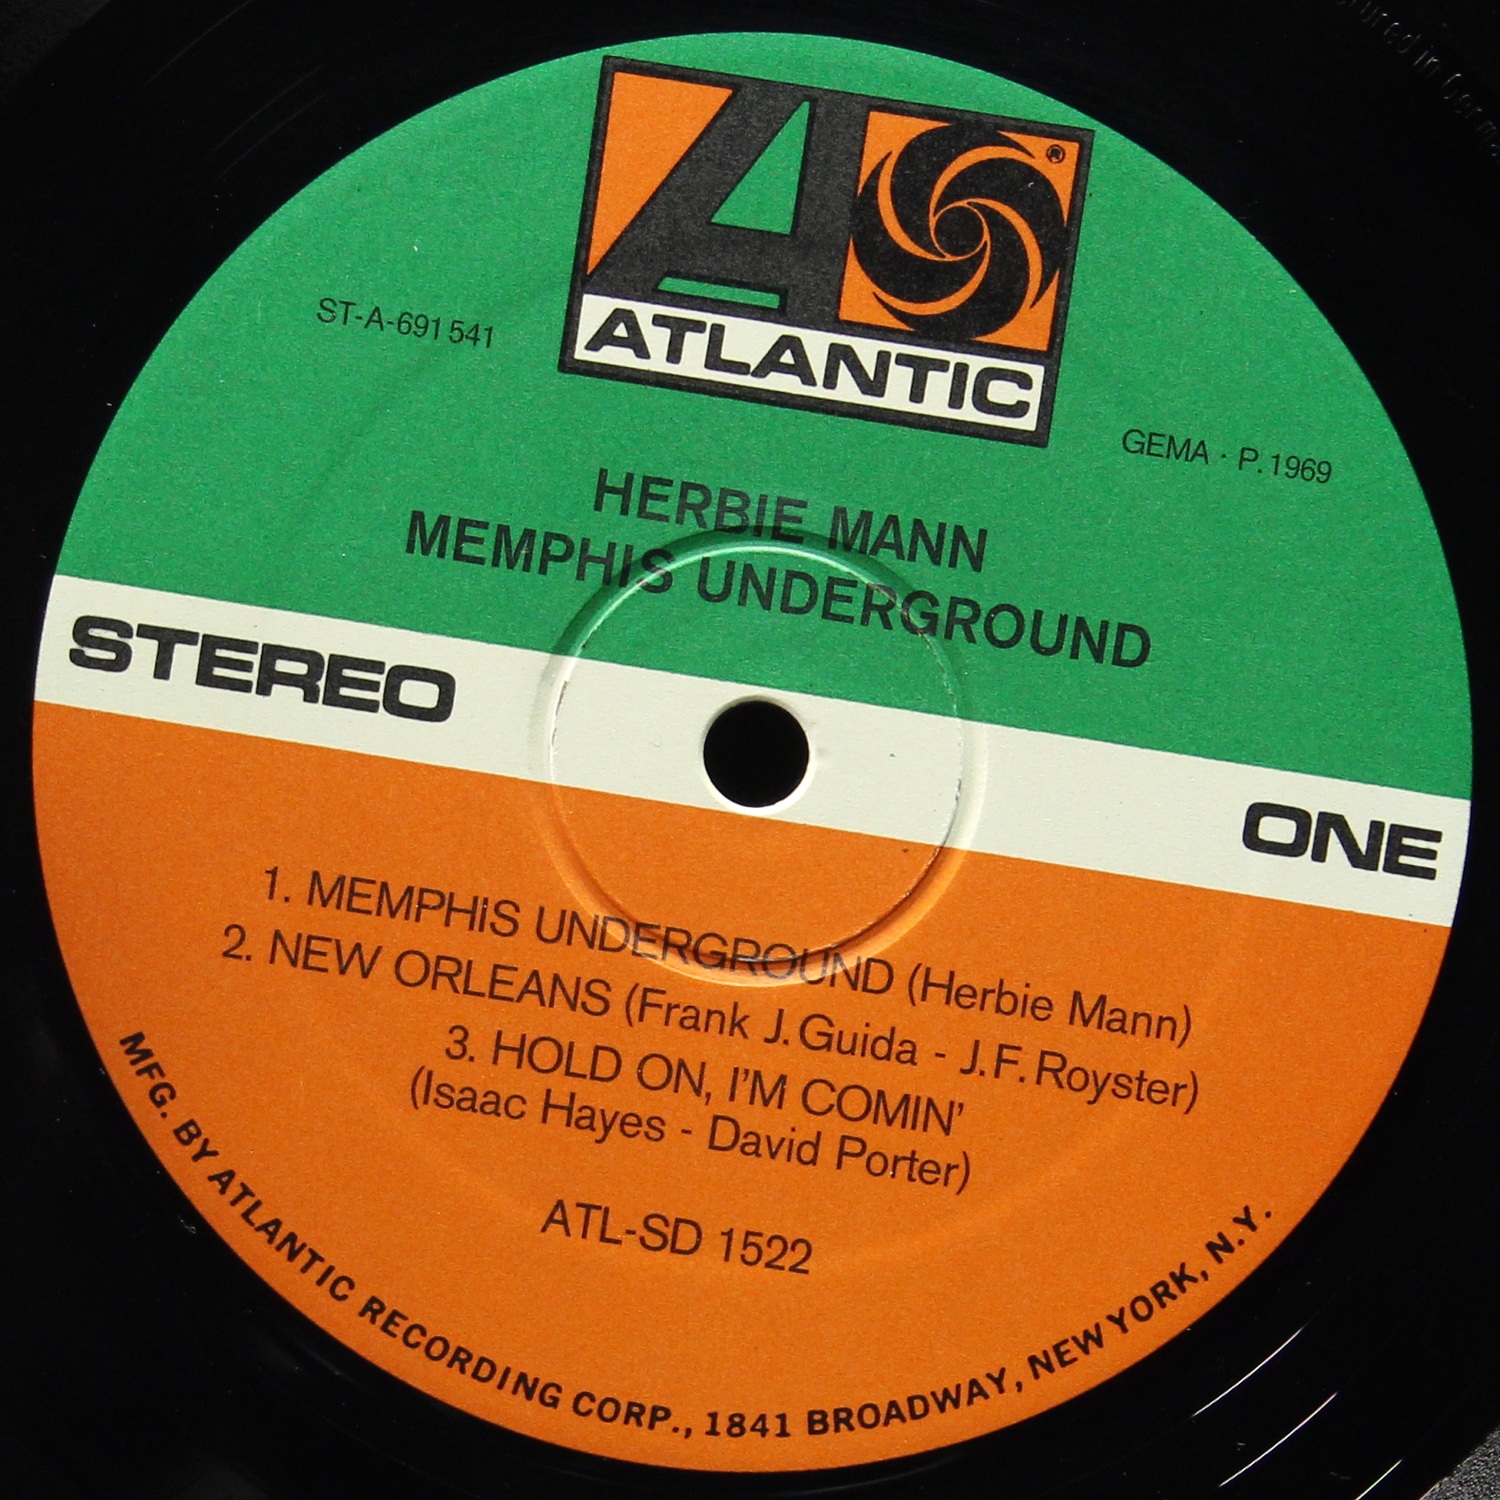 ATLANTIC
®
ST-A-691 541
GEMA · P. 1969
HERBIE MANN
MEMPHIS UNDERGROUND
STEREO
ONE
1. MEMPHIS UNDERGROUND (Herbie Mann)
2. NEW ORLEANS (Frank J. Guida - J. F. Royster)
3. HOLD ON, I'M COMIN'
(Isaac Hayes - David Porter)
ATL-SD 1522
MFG. BY ATLANTIC RECORDING CORP., 1841 BROADWAY, NEW YORK, N.Y.